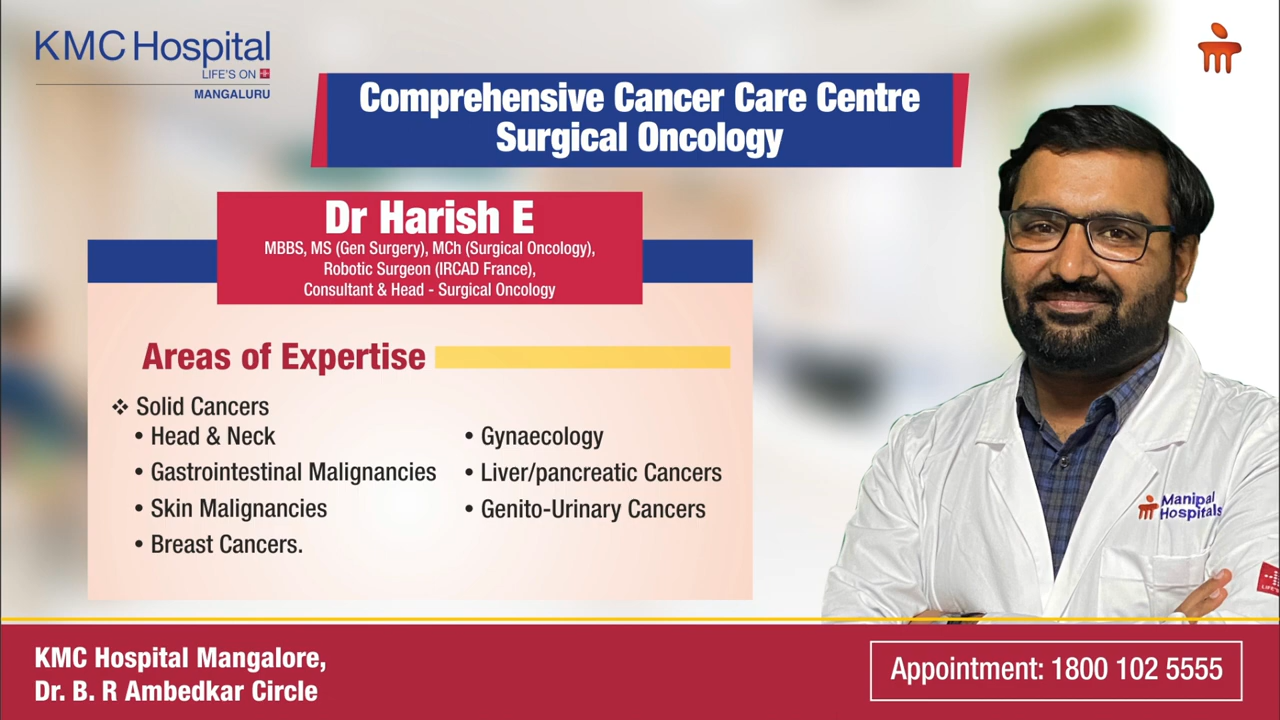 KMC Hospital
LIFE'S ON
MANGALURU
Comprehensive Cancer Care Centre
Surgical Oncology
Dr Harish E
MBBS, MS (Gen Surgery), MCh (Surgical Oncology),
Robotic Surgeon (IRCAD France),
Consultant & Head - Surgical Oncology
Areas of Expertise
❖ Solid Cancers
• Head & Neck
• Gastrointestinal Malignancies
• Skin Malignancies
• Breast Cancers.
• Gynaecology
• Liver/pancreatic Cancers
• Genito-Urinary Cancers
Manipal
Hospitals
KMC Hospital Mangalore,
Dr. B. R Ambedkar Circle
Appointment: 1800 102 5555